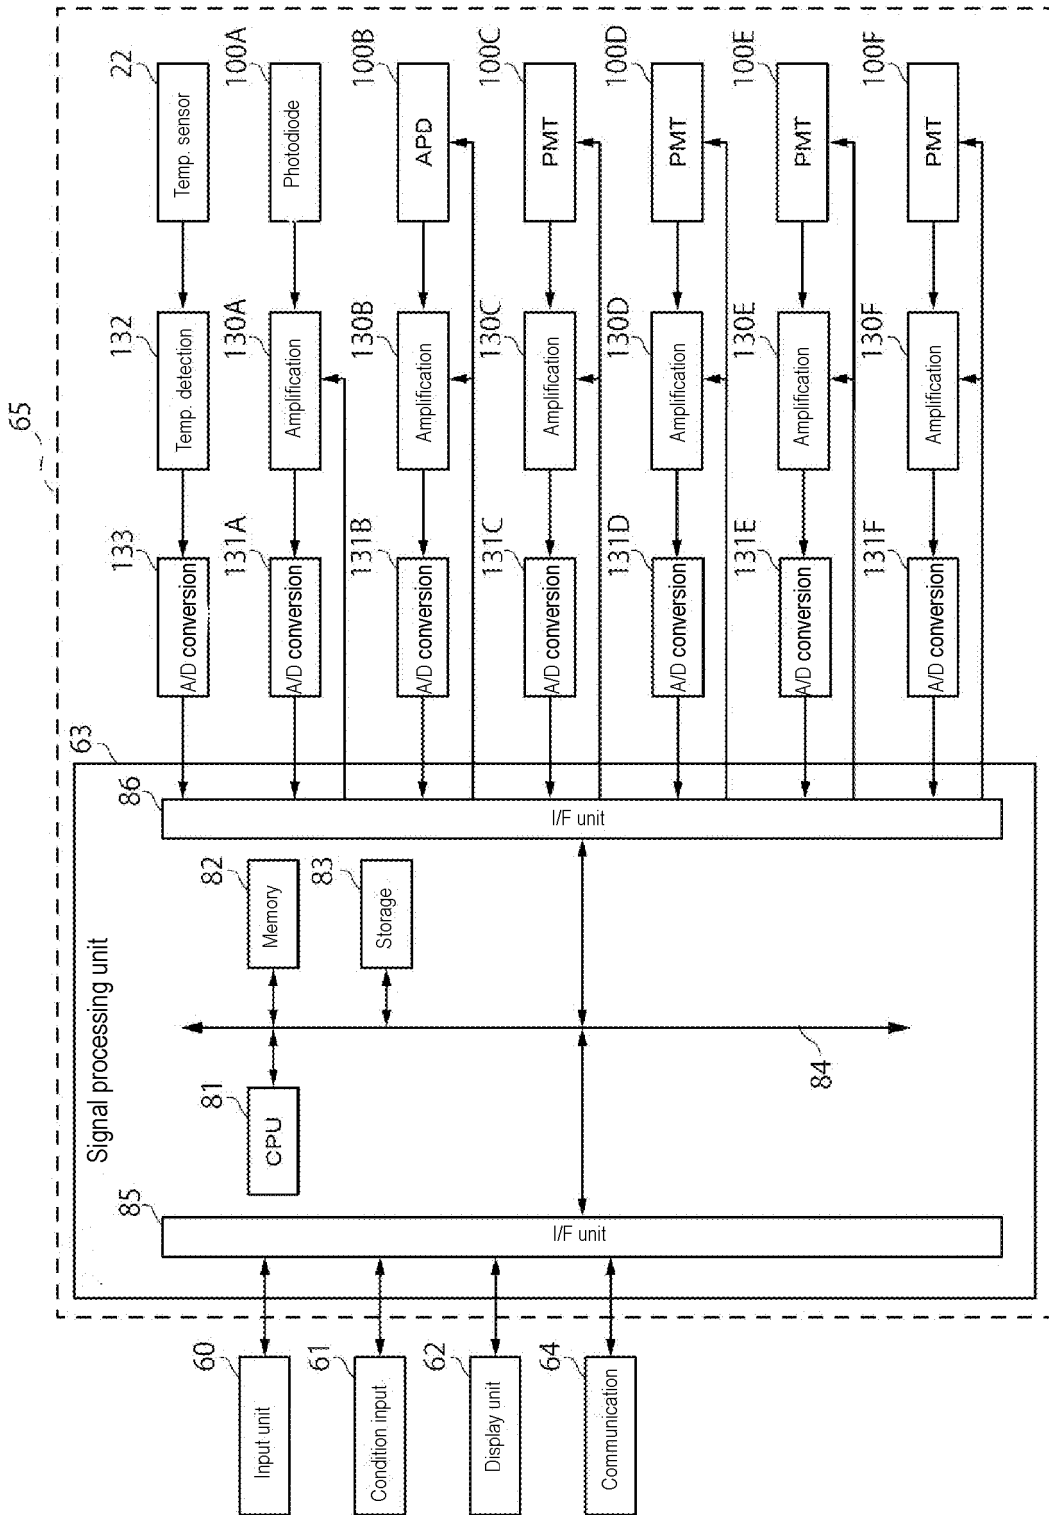 65
22
Temp. sensor
132
Temp. detection
133
A/D conversion
100A
Photodiode
130A
Amplification
131A
A/D conversion
100B
APD
130B
Amplification
131B
A/D conversion
100C
PMT
130C
Amplification
131C
A/D conversion
100D
PMT
130D
Amplification
131D
A/D conversion
100E
PMT
130E
Amplification
131E
A/D conversion
100F
PMT
130F
Amplification
131F
A/D conversion
63
Signal processing unit
86
I/F unit
82
Memory
83
Storage
84
81
CPU
85
I/F unit
60
Input unit
61
Condition input
62
Display unit
64
Communication